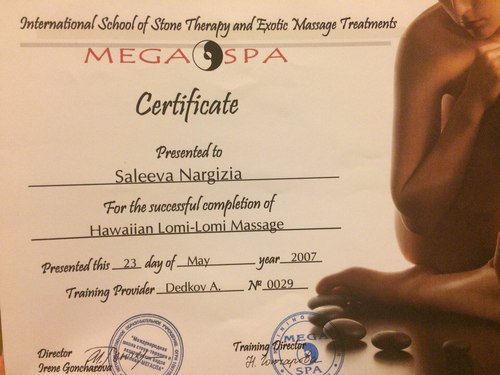 International School of Stone Therapy and Exotic Massage Treatments
MEGA SPA
Certificate
Presented to
Saleeva Nargizia
For the successful completion of
Hawaiian Lomi-Lomi Massage
Presented this 23 day of May year 2007
Training Provider Dedkov A. № 0029
Director
Irene Goncharova
Training Director
MEGA
SPA